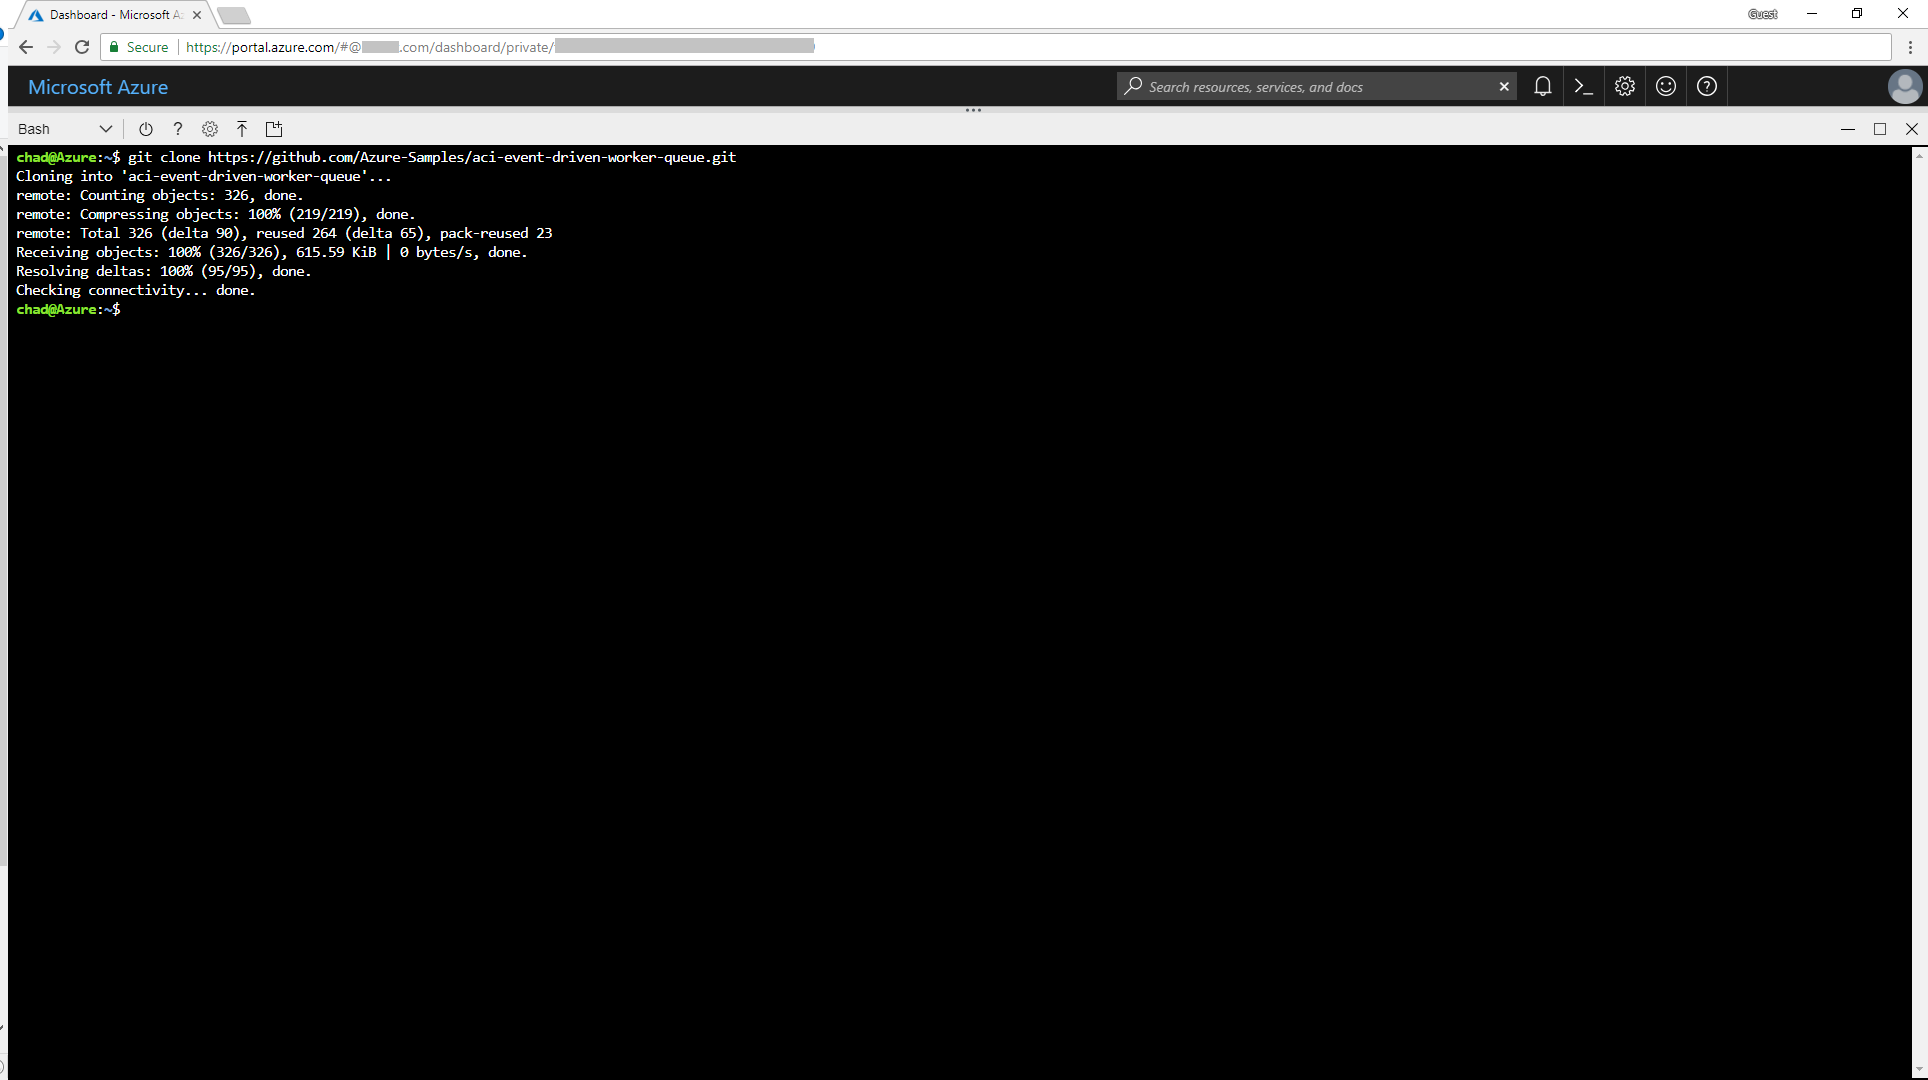 Dashboard - Microsoft A
Guest
Secure
https://portal.azure.com/#@
.com/dashboard/private/
Microsoft Azure
Search resources, services, and docs
Bash
chad@Azure:~$ git clone https://github.com/Azure-Samples/aci-event-driven-worker-queue.git
Cloning into 'aci-event-driven-worker-queue'...
remote: Counting objects: 326, done.
remote: Compressing objects: 100% (219/219), done.
remote: Total 326 (delta 90), reused 264 (delta 65), pack-reused 23
Receiving objects: 100% (326/326), 615.59 KiB | 0 bytes/s, done.
Resolving deltas: 100% (95/95), done.
Checking connectivity... done.
chad@Azure:~$